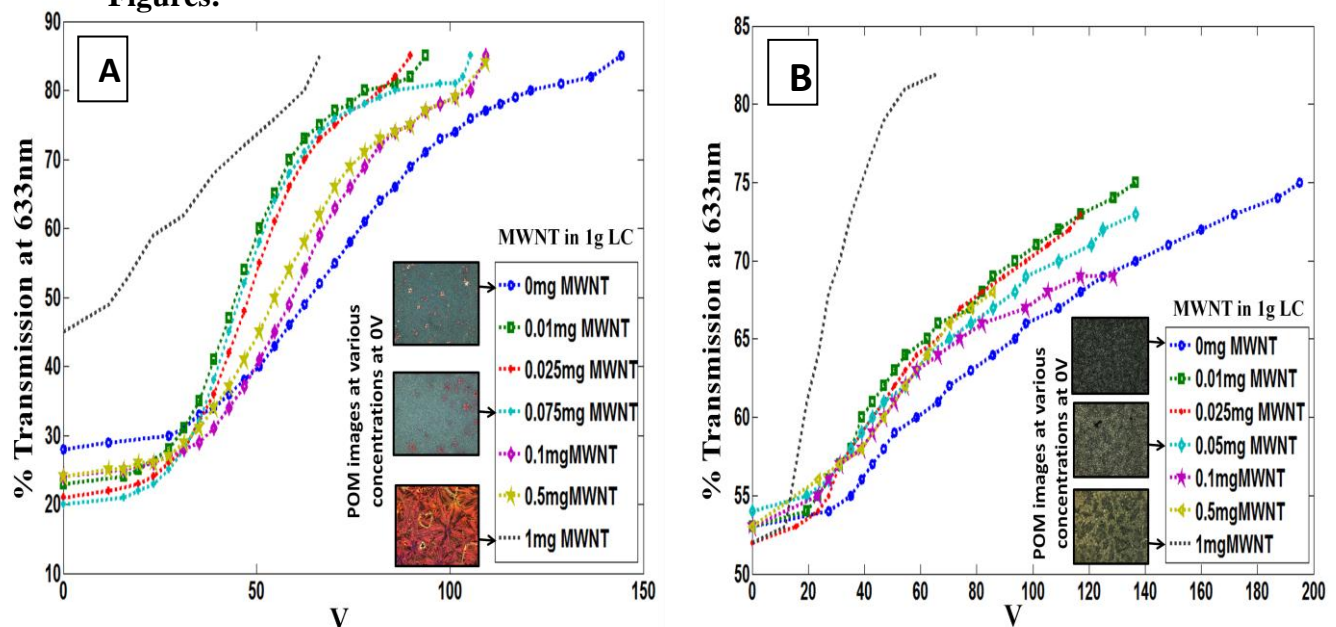 Figures:
A
% Transmission at 633nm
90
80
70
60
50
40
30
20
10
0
50
100
150
V
MWNT in 1g LC
0mg MWNT
0.01mg MWNT
0.025mg MWNT
0.075mg MWNT
0.1mgMWNT
0.5mgMWNT
1mg MWNT
POM images at various
concentrations at 0V
B
% Transmission at 633nm
85
80
75
70
65
60
55
50
0
20
40
60
80
100
120
140
160
180
200
V
MWNT in 1g LC
0mg MWNT
0.01mg MWNT
0.025mg MWNT
0.05mg MWNT
0.1mgMWNT
0.5mgMWNT
1mgMWNT
POM images at various
concentrations at 0V